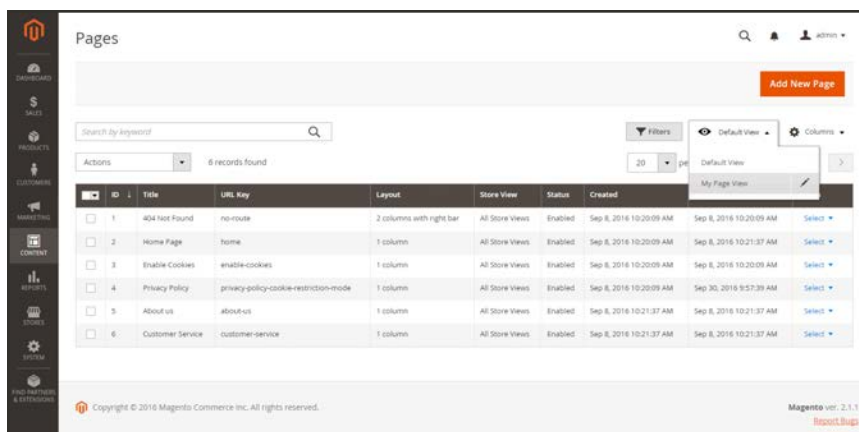 Pages
admin
DASHBOARD
SALES
PRODUCTS
CUSTOMERS
MARKETING
CONTENT
REPORTS
STORES
SYSTEM
FIND PARTNERS
& EXTENSIONS
Add New Page
Search by keyword
Filters
Default View
Columns
Actions
6 records found
20
pe
Default View
My Page View
ID ↓ Title URL Key Layout Store View Status Created
1 404 Not Found no-route 2 columns with right bar All Store Views Enabled Sep 8, 2016 10:20:09 AM Sep 8, 2016 10:20:09 AM Select
2 Home Page home 1 column All Store Views Enabled Sep 8, 2016 10:20:09 AM Sep 8, 2016 10:21:37 AM Select
3 Enable Cookies enable-cookies 1 column All Store Views Enabled Sep 8, 2016 10:20:09 AM Sep 8, 2016 10:20:09 AM Select
4 Privacy Policy privacy-policy-cookie-restriction-mode 1 column All Store Views Enabled Sep 8, 2016 10:20:09 AM Sep 30, 2016 9:57:39 AM Select
5 About us about-us 1 column All Store Views Enabled Sep 8, 2016 10:21:37 AM Sep 8, 2016 10:21:37 AM Select
6 Customer Service customer-service 1 column All Store Views Enabled Sep 8, 2016 10:21:37 AM Sep 8, 2016 10:21:37 AM Select
Copyright © 2016 Magento Commerce Inc. All rights reserved.
Magento ver. 2.1.1
Report Bugs